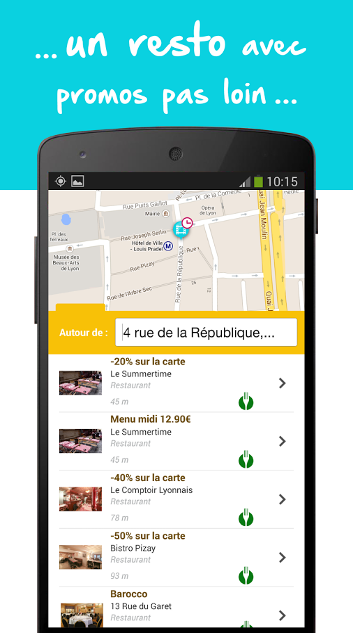 ... un resto avec
promos pas loin ...
10:15
Rue Puits Gaillot
Pl. de la Comédie
Mairie
Opéra
de Lyon
Pl. des
Terreaux
Rue Joseph Serlin
Hôtel de Ville
- Louis Pradel
M
Musée des
Beaux Arts
de Lyon
Rue Pizay
Rue de la République
Rue de l'Arbre Sec
Quai Jean Moulin
Autour de :
4 rue de la République,...
-20% sur la carte
Le Summertime
Restaurant
45 m
Menu midi 12.90€
Le Summertime
Restaurant
45 m
-40% sur la carte
Le Comptoir Lyonnais
Restaurant
78 m
-50% sur la carte
Bistro Pizay
Restaurant
93 m
Barocco
13 Rue du Garet
Restaurant